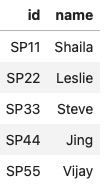 id name
SP11 Shaila
SP22 Leslie
SP33 Steve
SP44 Jing
SP55 Vijay